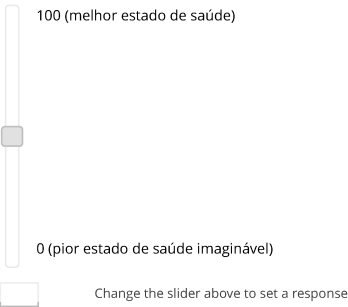 100 (melhor estado de saúde)
0 (pior estado de saúde imaginável)
Change the slider above to set a response